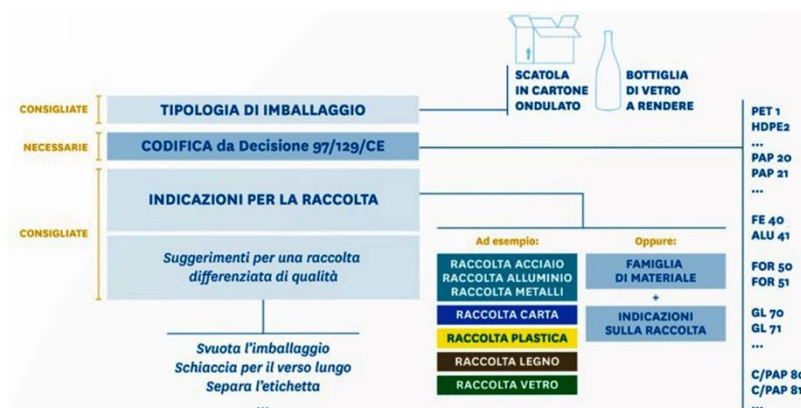 SCATOLA
IN CARTONE
ONDULATO
BOTTIGLIA
DI VETRO
A RENDERE
CONSIGLIATE
TIPOLOGIA DI IMBALLAGGIO
NECESSARIE
CODIFICA da Decisione 97/129/CE
CONSIGLIATE
INDICAZIONI PER LA RACCOLTA
Suggerimenti per una raccolta
differenziata di qualità
Svuota l'imballaggio
Schiaccia per il verso lungo
Separa l'etichetta
...
Ad esempio:
RACCOLTA ACCIAIO
RACCOLTA ALLUMINIO
RACCOLTA METALLI
RACCOLTA CARTA
RACCOLTA PLASTICA
RACCOLTA LEGNO
RACCOLTA VETRO
Oppure:
FAMIGLIA
DI MATERIALE
+
INDICAZIONI
SULLA RACCOLTA
PET 1
HDPE2
...
PAP 20
PAP 21
...
FE 40
ALU 41
FOR 50
FOR 51
GL 70
GL 71
...
C/PAP 80
C/PAP 81
...